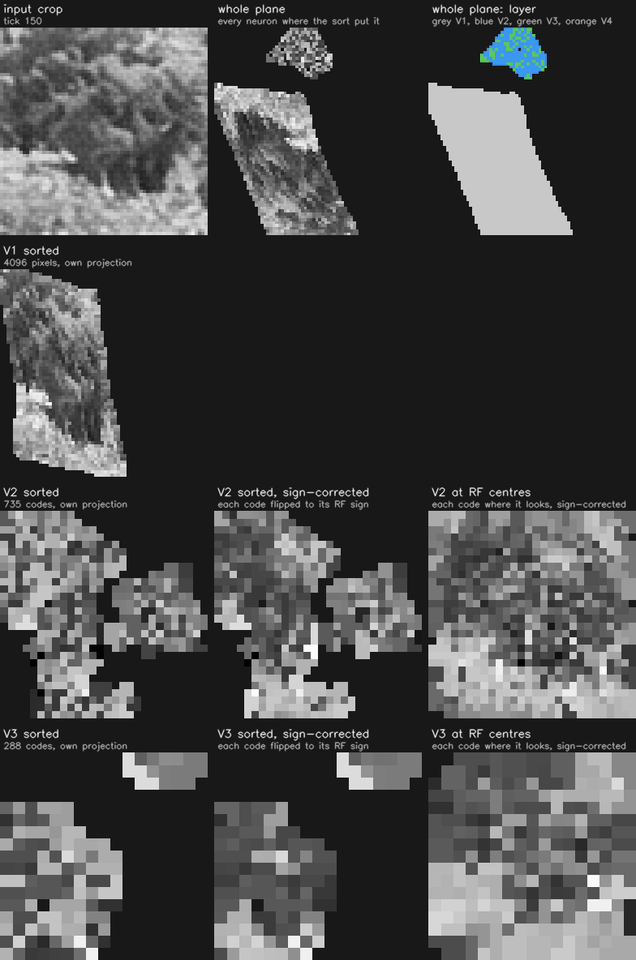 input crop
tick 150
whole plane
every neuron where the sort put it
whole plane: layer
grey V1, blue V2, green V3, orange V4
V1 sorted
4096 pixels, own projection
V2 sorted
735 codes, own projection
V2 sorted, sign-corrected
each code flipped to its RF sign
V2 at RF centres
each code where it looks, sign-corrected
V3 sorted
288 codes, own projection
V3 sorted, sign-corrected
each code flipped to its RF sign
V3 at RF centres
each code where it looks, sign-corrected